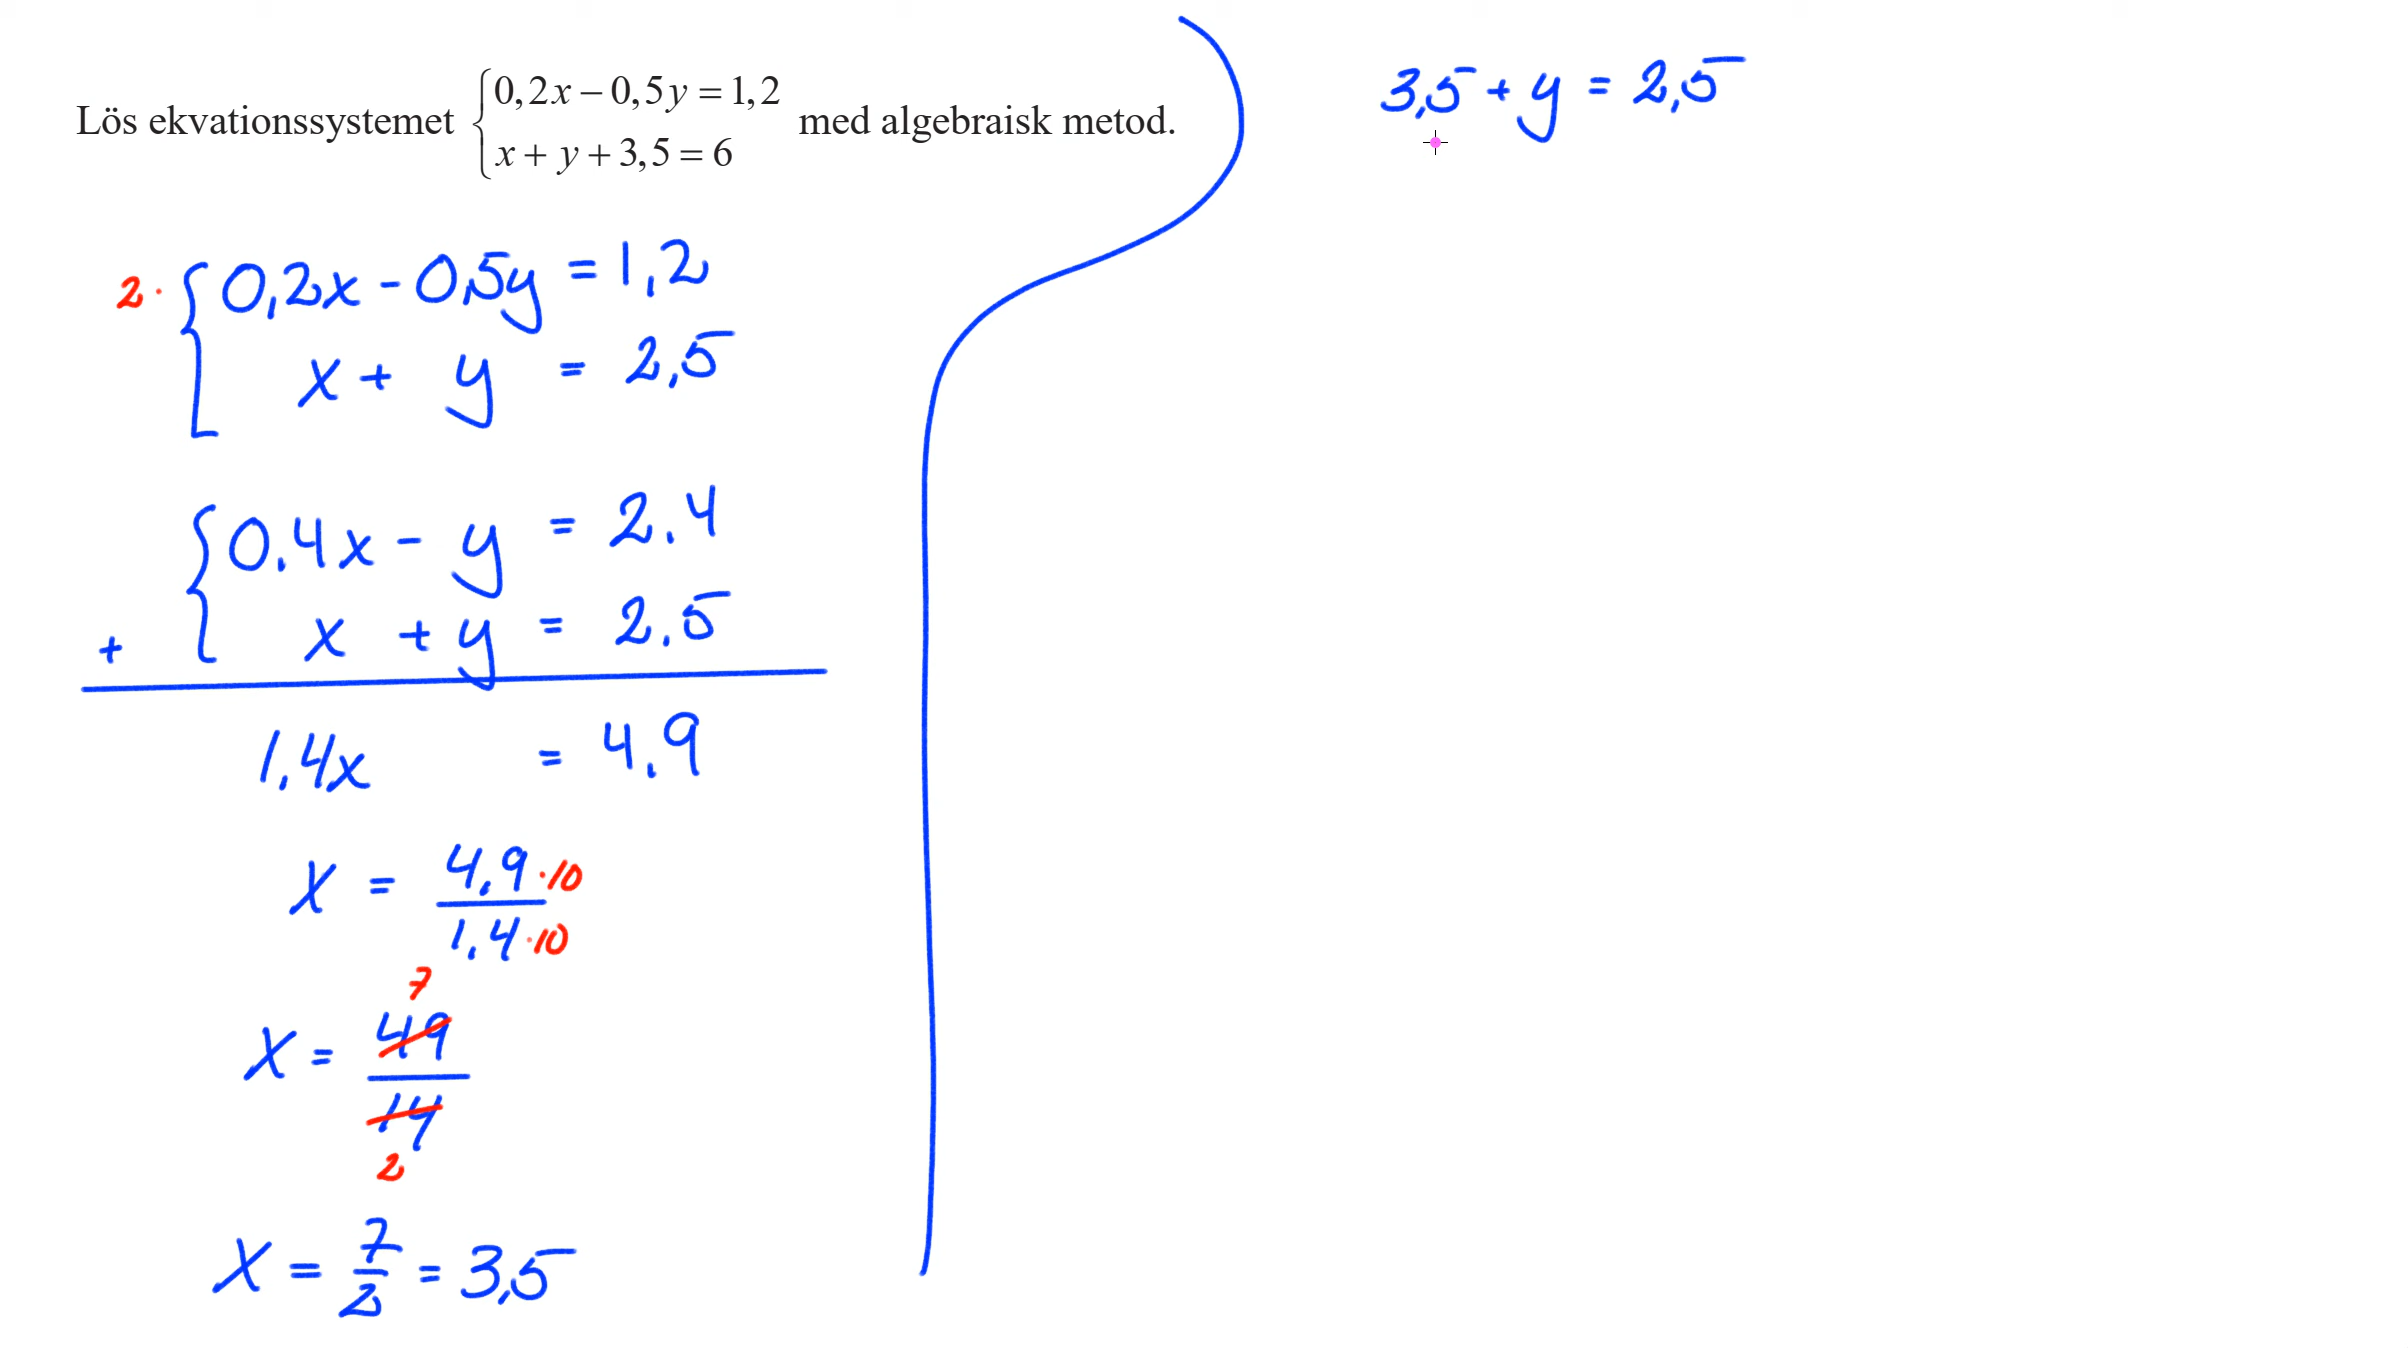 Lös ekvationssystemet { 0,2x − 0,5y = 1,2
x + y + 3,5 = 6 med algebraisk metod.
2 · { 0,2x - 0,5y = 1,2
x + y = 2,5
{ 0.4x - y = 2.4
+ x + y = 2.5
1,4x = 4,9
x = 4,9 · 10 / 1,4 · 10
7
x = 49 / 14
2
x = 7/2 = 3,5
3,5 + y = 2,5